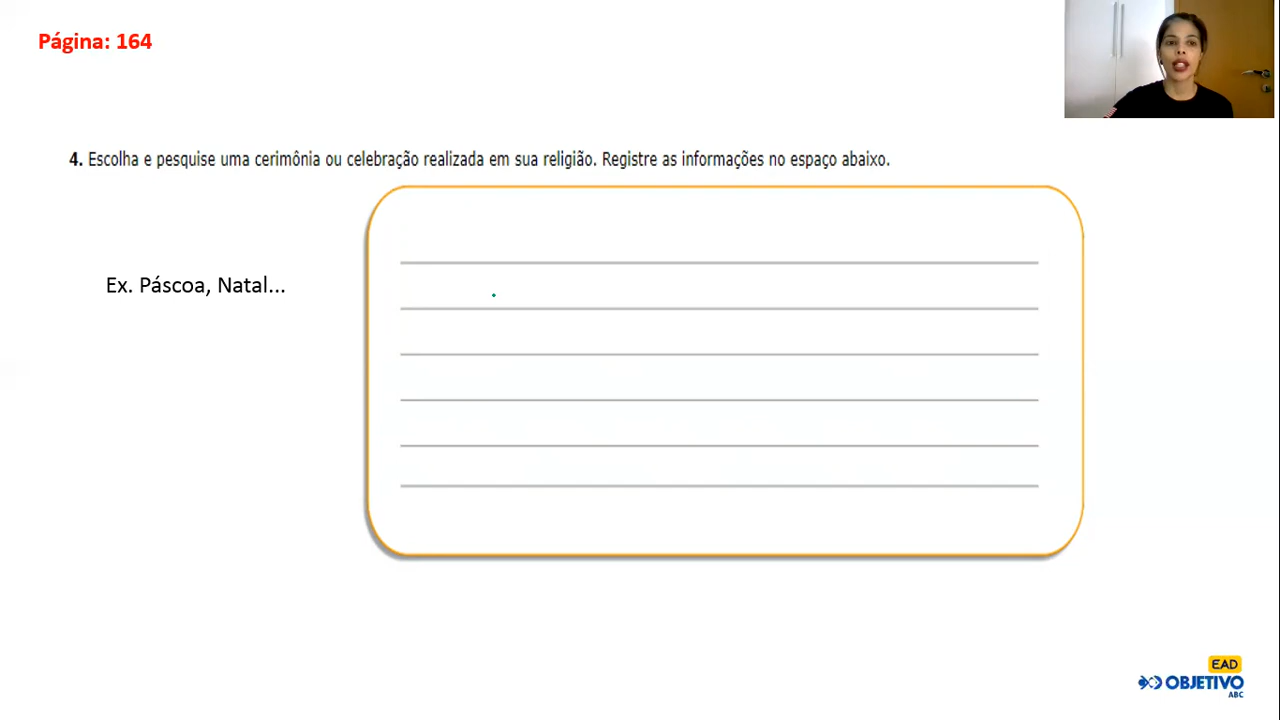 Página: 164
4. Escolha e pesquise uma cerimônia ou celebração realizada em sua religião. Registre as informações no espaço abaixo.
Ex. Páscoa, Natal...
EAD
OBJETIVO
ABC